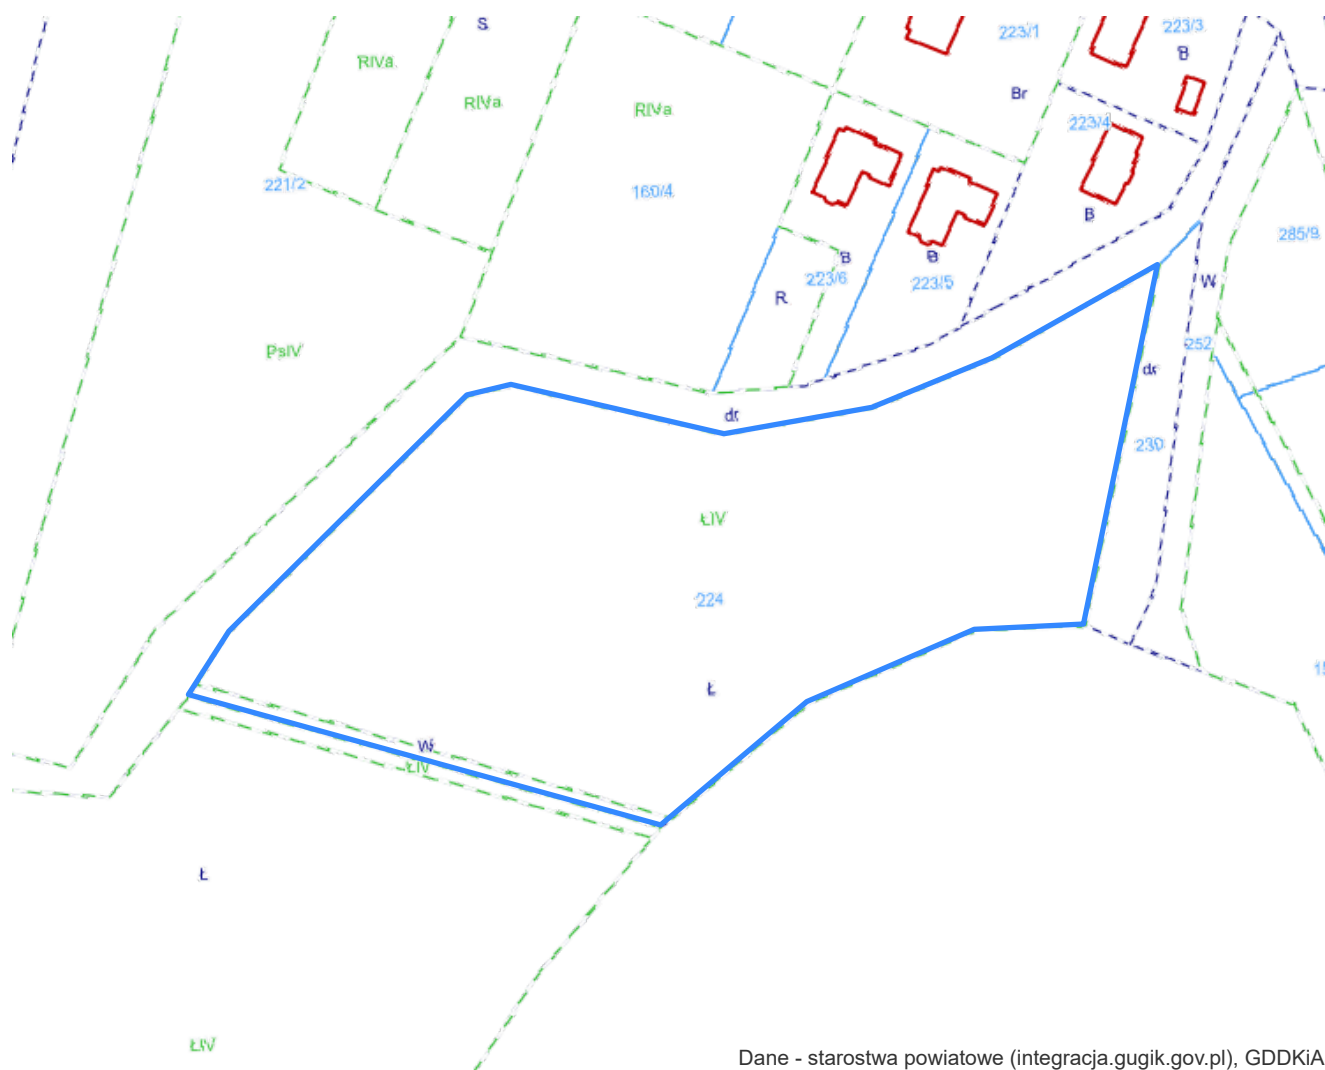 S
223/1
223/3
B
RIVa
RIVa
RIVa
Br
223/4
221/2
160/4
B
285/9
B
B
223/6
223/5
W
R
252
PsIV
dr
dr
230
ŁIV
224
Ł
W
ŁIV
Ł
ŁIV
Dane - starostwa powiatowe (integracja.gugik.gov.pl), GDDKiA